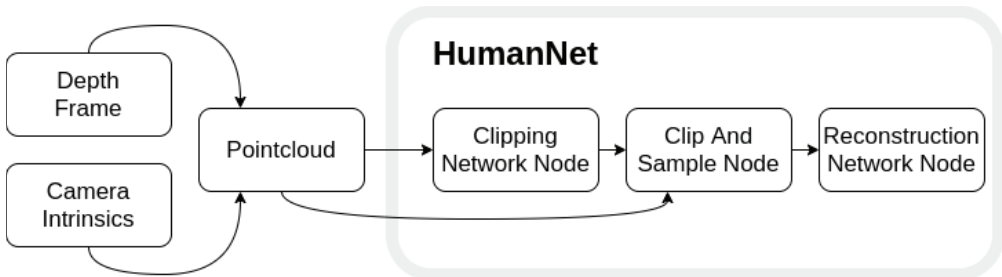 HumanNet
Depth
Frame
Camera
Intrinsics
Pointcloud
Clipping
Network Node
Clip And
Sample Node
Reconstruction
Network Node